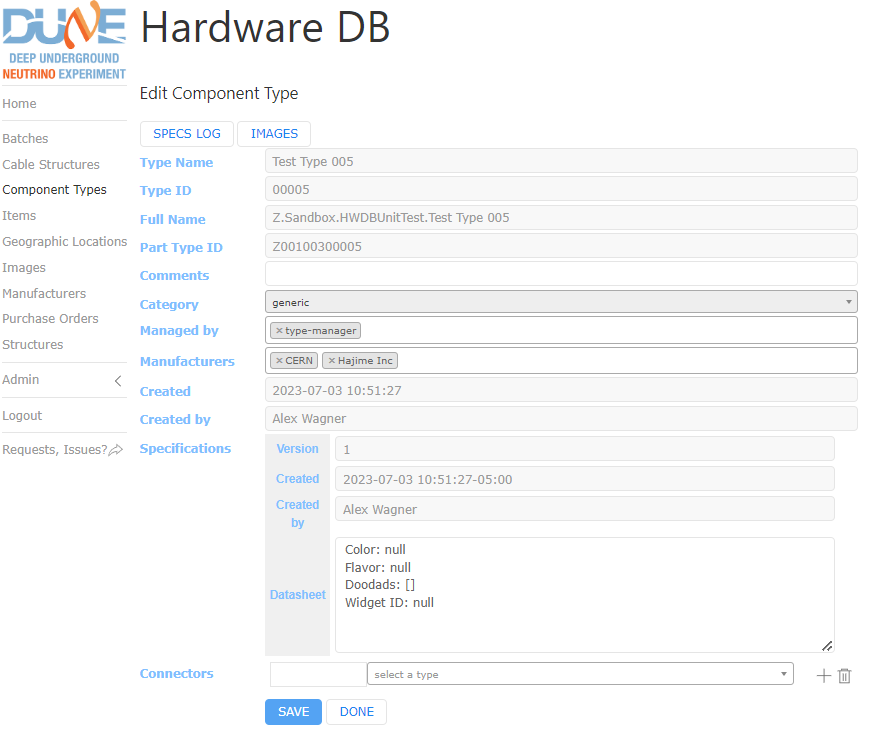 DUNE
DEEP UNDERGROUND
NEUTRINO EXPERIMENT
Hardware DB
Home
Batches
Cable Structures
Component Types
Items
Geographic Locations
Images
Manufacturers
Purchase Orders
Structures
Admin
Logout
Requests, Issues?
Edit Component Type
SPECS LOG IMAGES
Type Name Test Type 005
Type ID 00005
Full Name Z.Sandbox.HWDBUnitTest.Test Type 005
Part Type ID Z00100300005
Comments
Category generic
Managed by × type-manager
Manufacturers × CERN × Hajime Inc
Created 2023-07-03 10:51:27
Created by Alex Wagner
Specifications Version 1
Created 2023-07-03 10:51:27-05:00
Created by Alex Wagner
Datasheet
Color: null
Flavor: null
Doodads: []
Widget ID: null
Connectors select a type
SAVE DONE